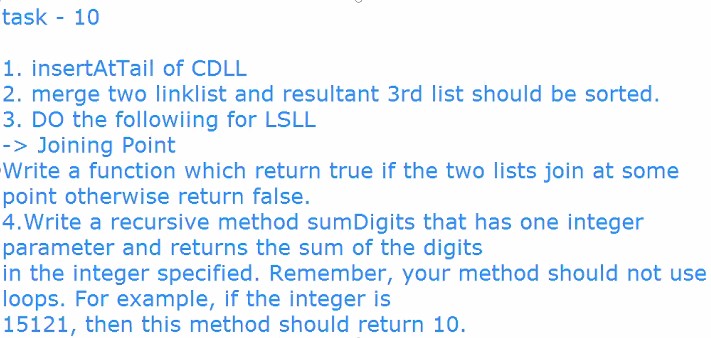 task - 10
1. insertAtTail of CDLL
2. merge two linklist and resultant 3rd list should be sorted.
3. DO the followiing for LSLL
-> Joining Point
Write a function which return true if the two lists join at some
point otherwise return false.
4.Write a recursive method sumDigits that has one integer
parameter and returns the sum of the digits
in the integer specified. Remember, your method should not use
loops. For example, if the integer is
15121, then this method should return 10.